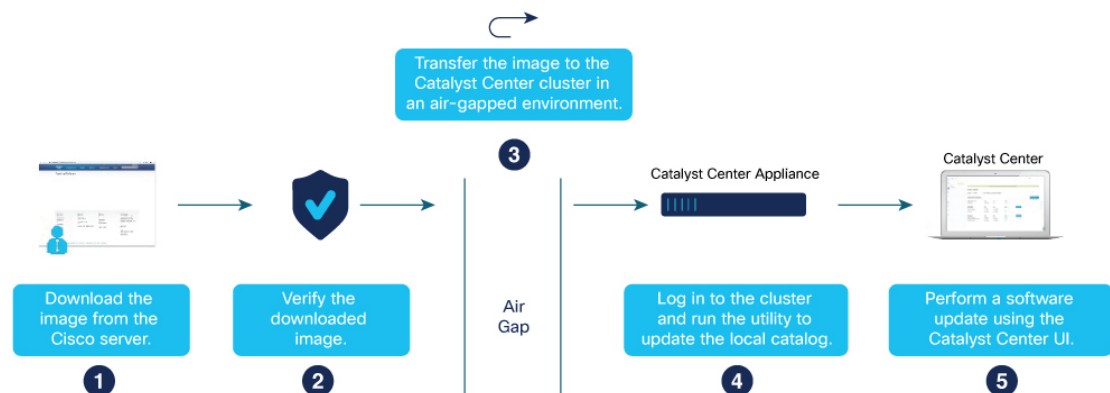 Transfer the image to the
Catalyst Center cluster in
an air-gapped environment.
3
Catalyst Center Appliance
Catalyst Center
Download the
image from the
Cisco server.
1
Verify the
downloaded
image.
2
Air
Gap
Log in to the cluster
and run the utility to
update the local catalog.
4
Perform a software
update using the
Catalyst Center UI.
5